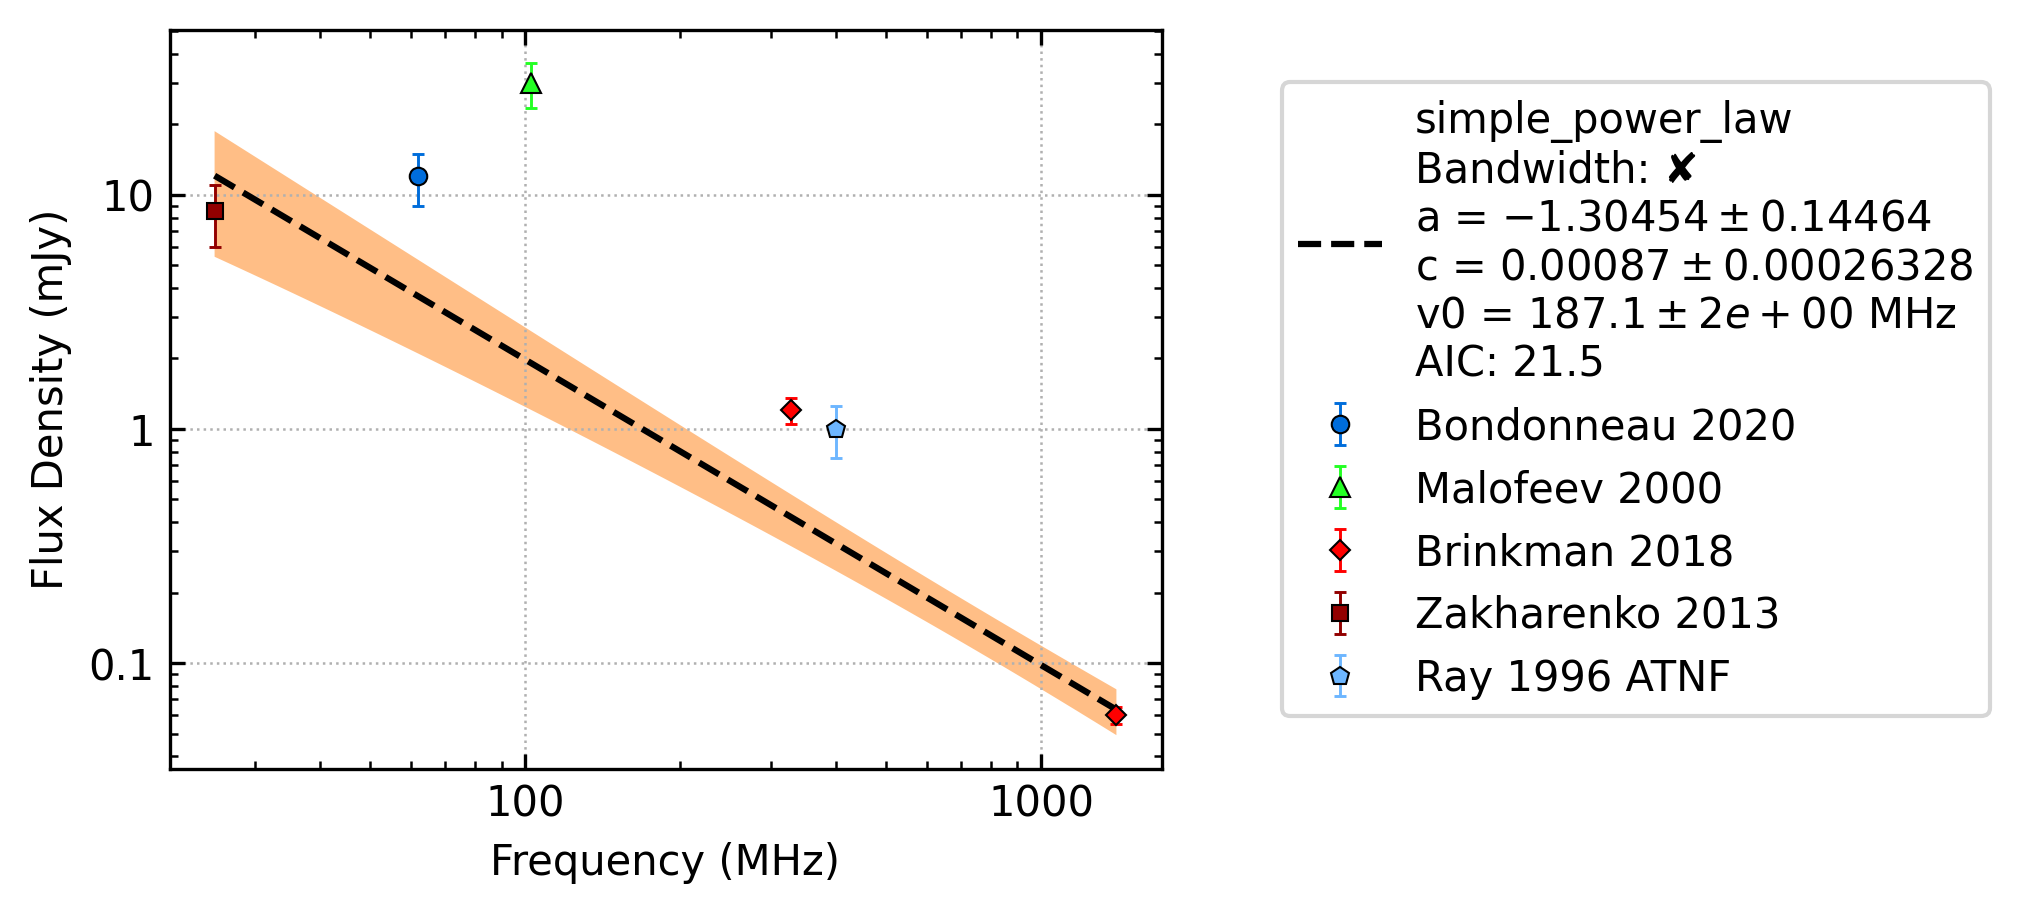 10
1
0.1
100
1000
Frequency (MHz)
Flux Density (mJy)
simple_power_law
Bandwidth: ✘
a = −1.30454 ± 0.14464
c = 0.00087 ± 0.00026328
v0 = 187.1 ± 2e + 00 MHz
AIC: 21.5
Bondonneau 2020
Malofeev 2000
Brinkman 2018
Zakharenko 2013
Ray 1996 ATNF